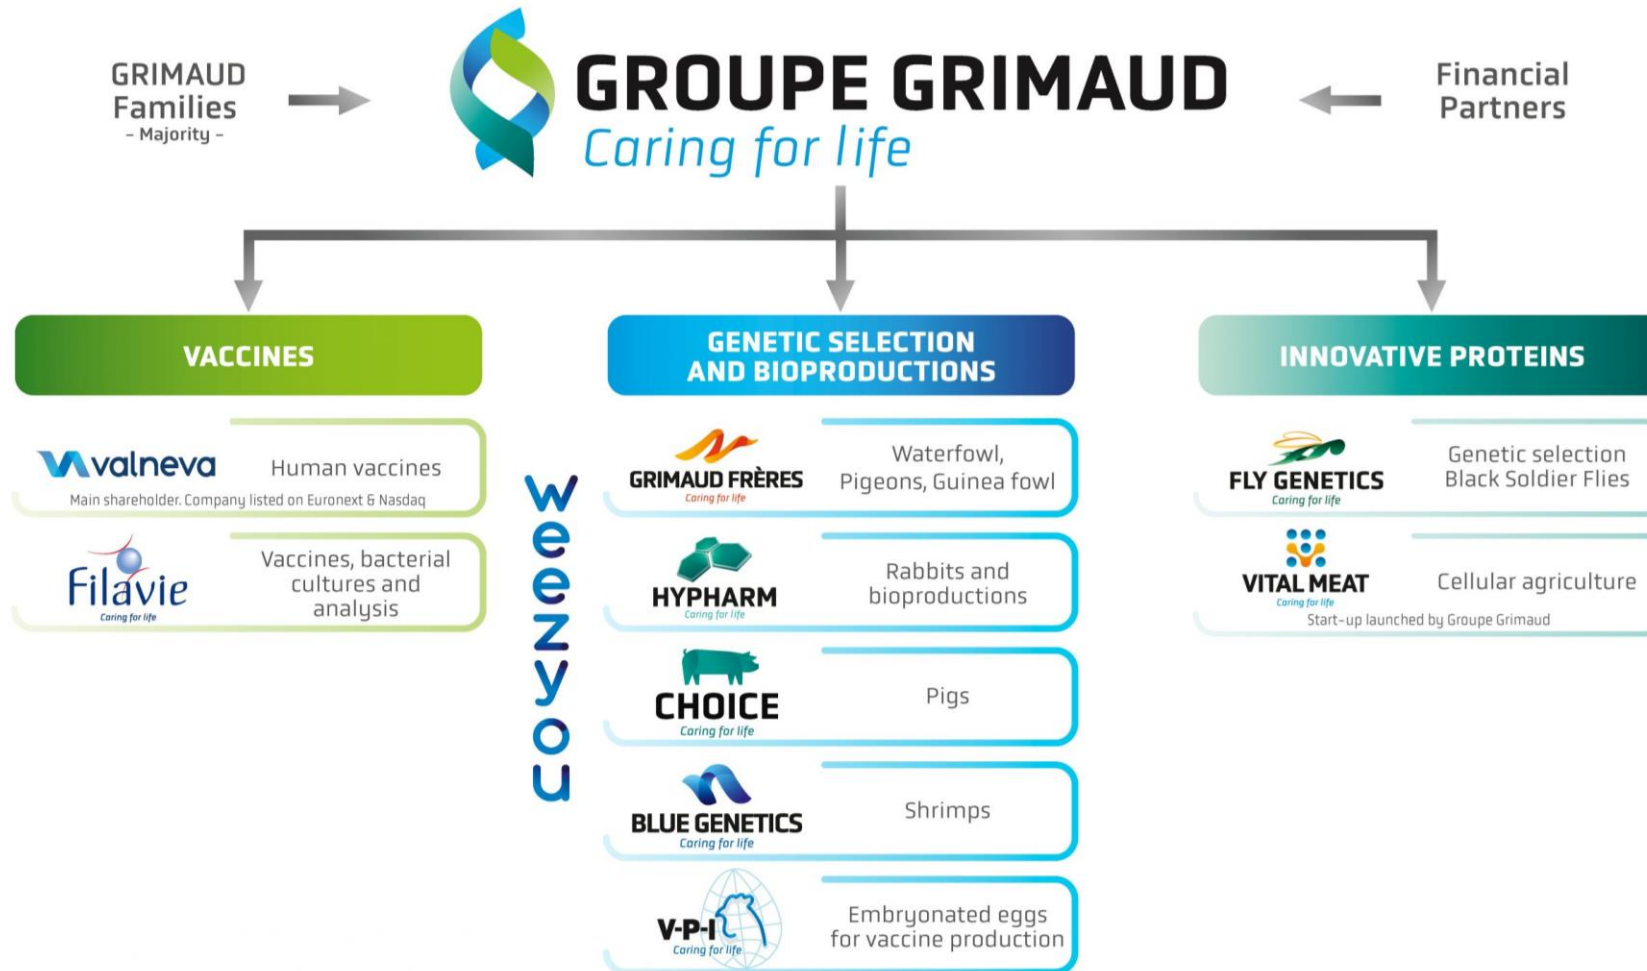 GRIMAUD
Families
- Majority -
GROUPE GRIMAUD
Caring for life
Financial
Partners
VACCINES
valneva
Human vaccines
Main shareholder. Company listed on Euronext & Nasdaq
Filavie
Caring for life
Vaccines, bacterial
cultures and
analysis
weezyou
GENETIC SELECTION
AND BIOPRODUCTIONS
GRIMAUD FRÈRES
Caring for life
Waterfowl,
Pigeons, Guinea fowl
HYPHARM
Caring for life
Rabbits and
bioproductions
CHOICE
Caring for life
Pigs
BLUE GENETICS
Caring for life
Shrimps
V-P-I
Caring for life
Embryonated eggs
for vaccine production
INNOVATIVE PROTEINS
FLY GENETICS
Caring for life
Genetic selection
Black Soldier Flies
VITAL MEAT
Caring for life
Cellular agriculture
Start-up launched by Groupe Grimaud